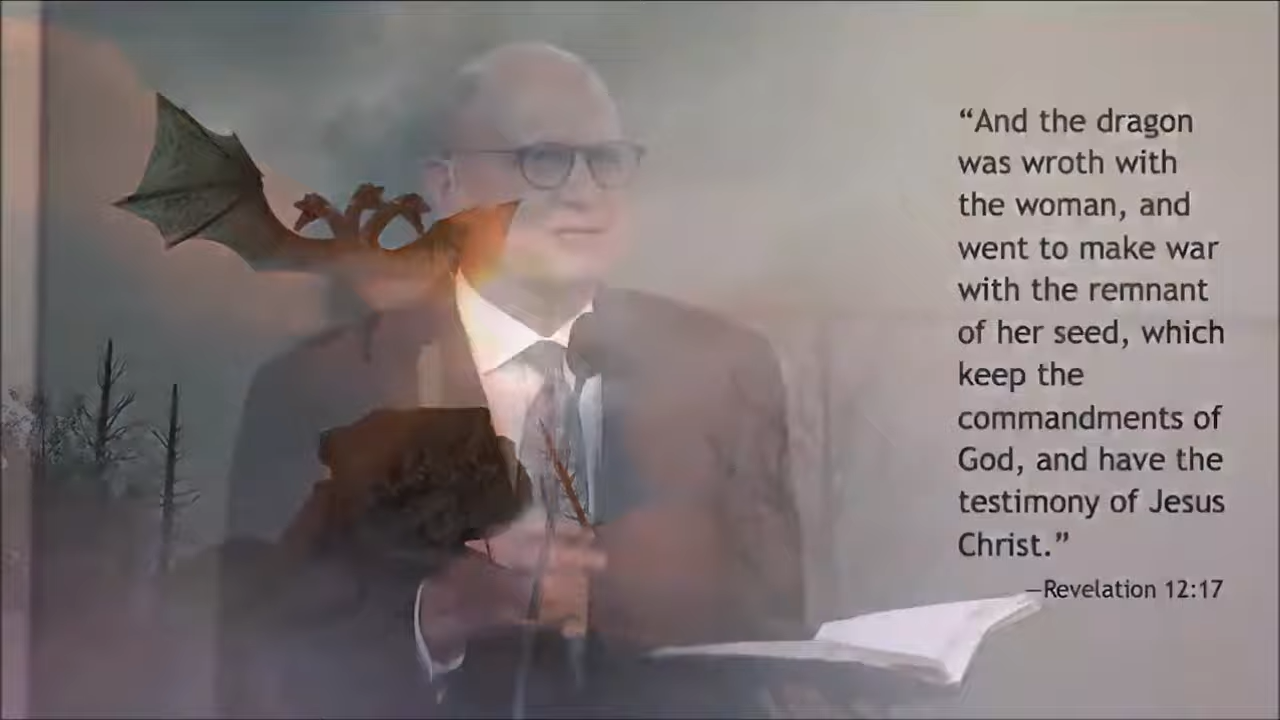 “And the dragon
was wroth with
the woman, and
went to make war
with the remnant
of her seed, which
keep the
commandments of
God, and have the
testimony of Jesus
Christ.”
—Revelation 12:17